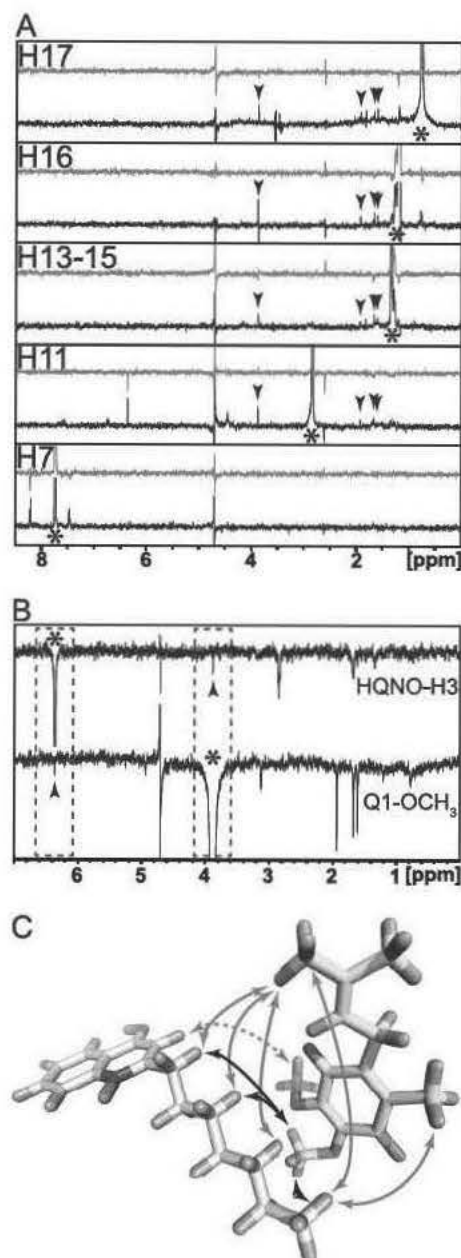 A
H17
*
H16
*
H13-15
*
H11
*
H7
*
8 6 4 2 [ppm]
B
*
HQNO-H3
*
Q1-OCH₃
6 5 4 3 2 1 [ppm]
C